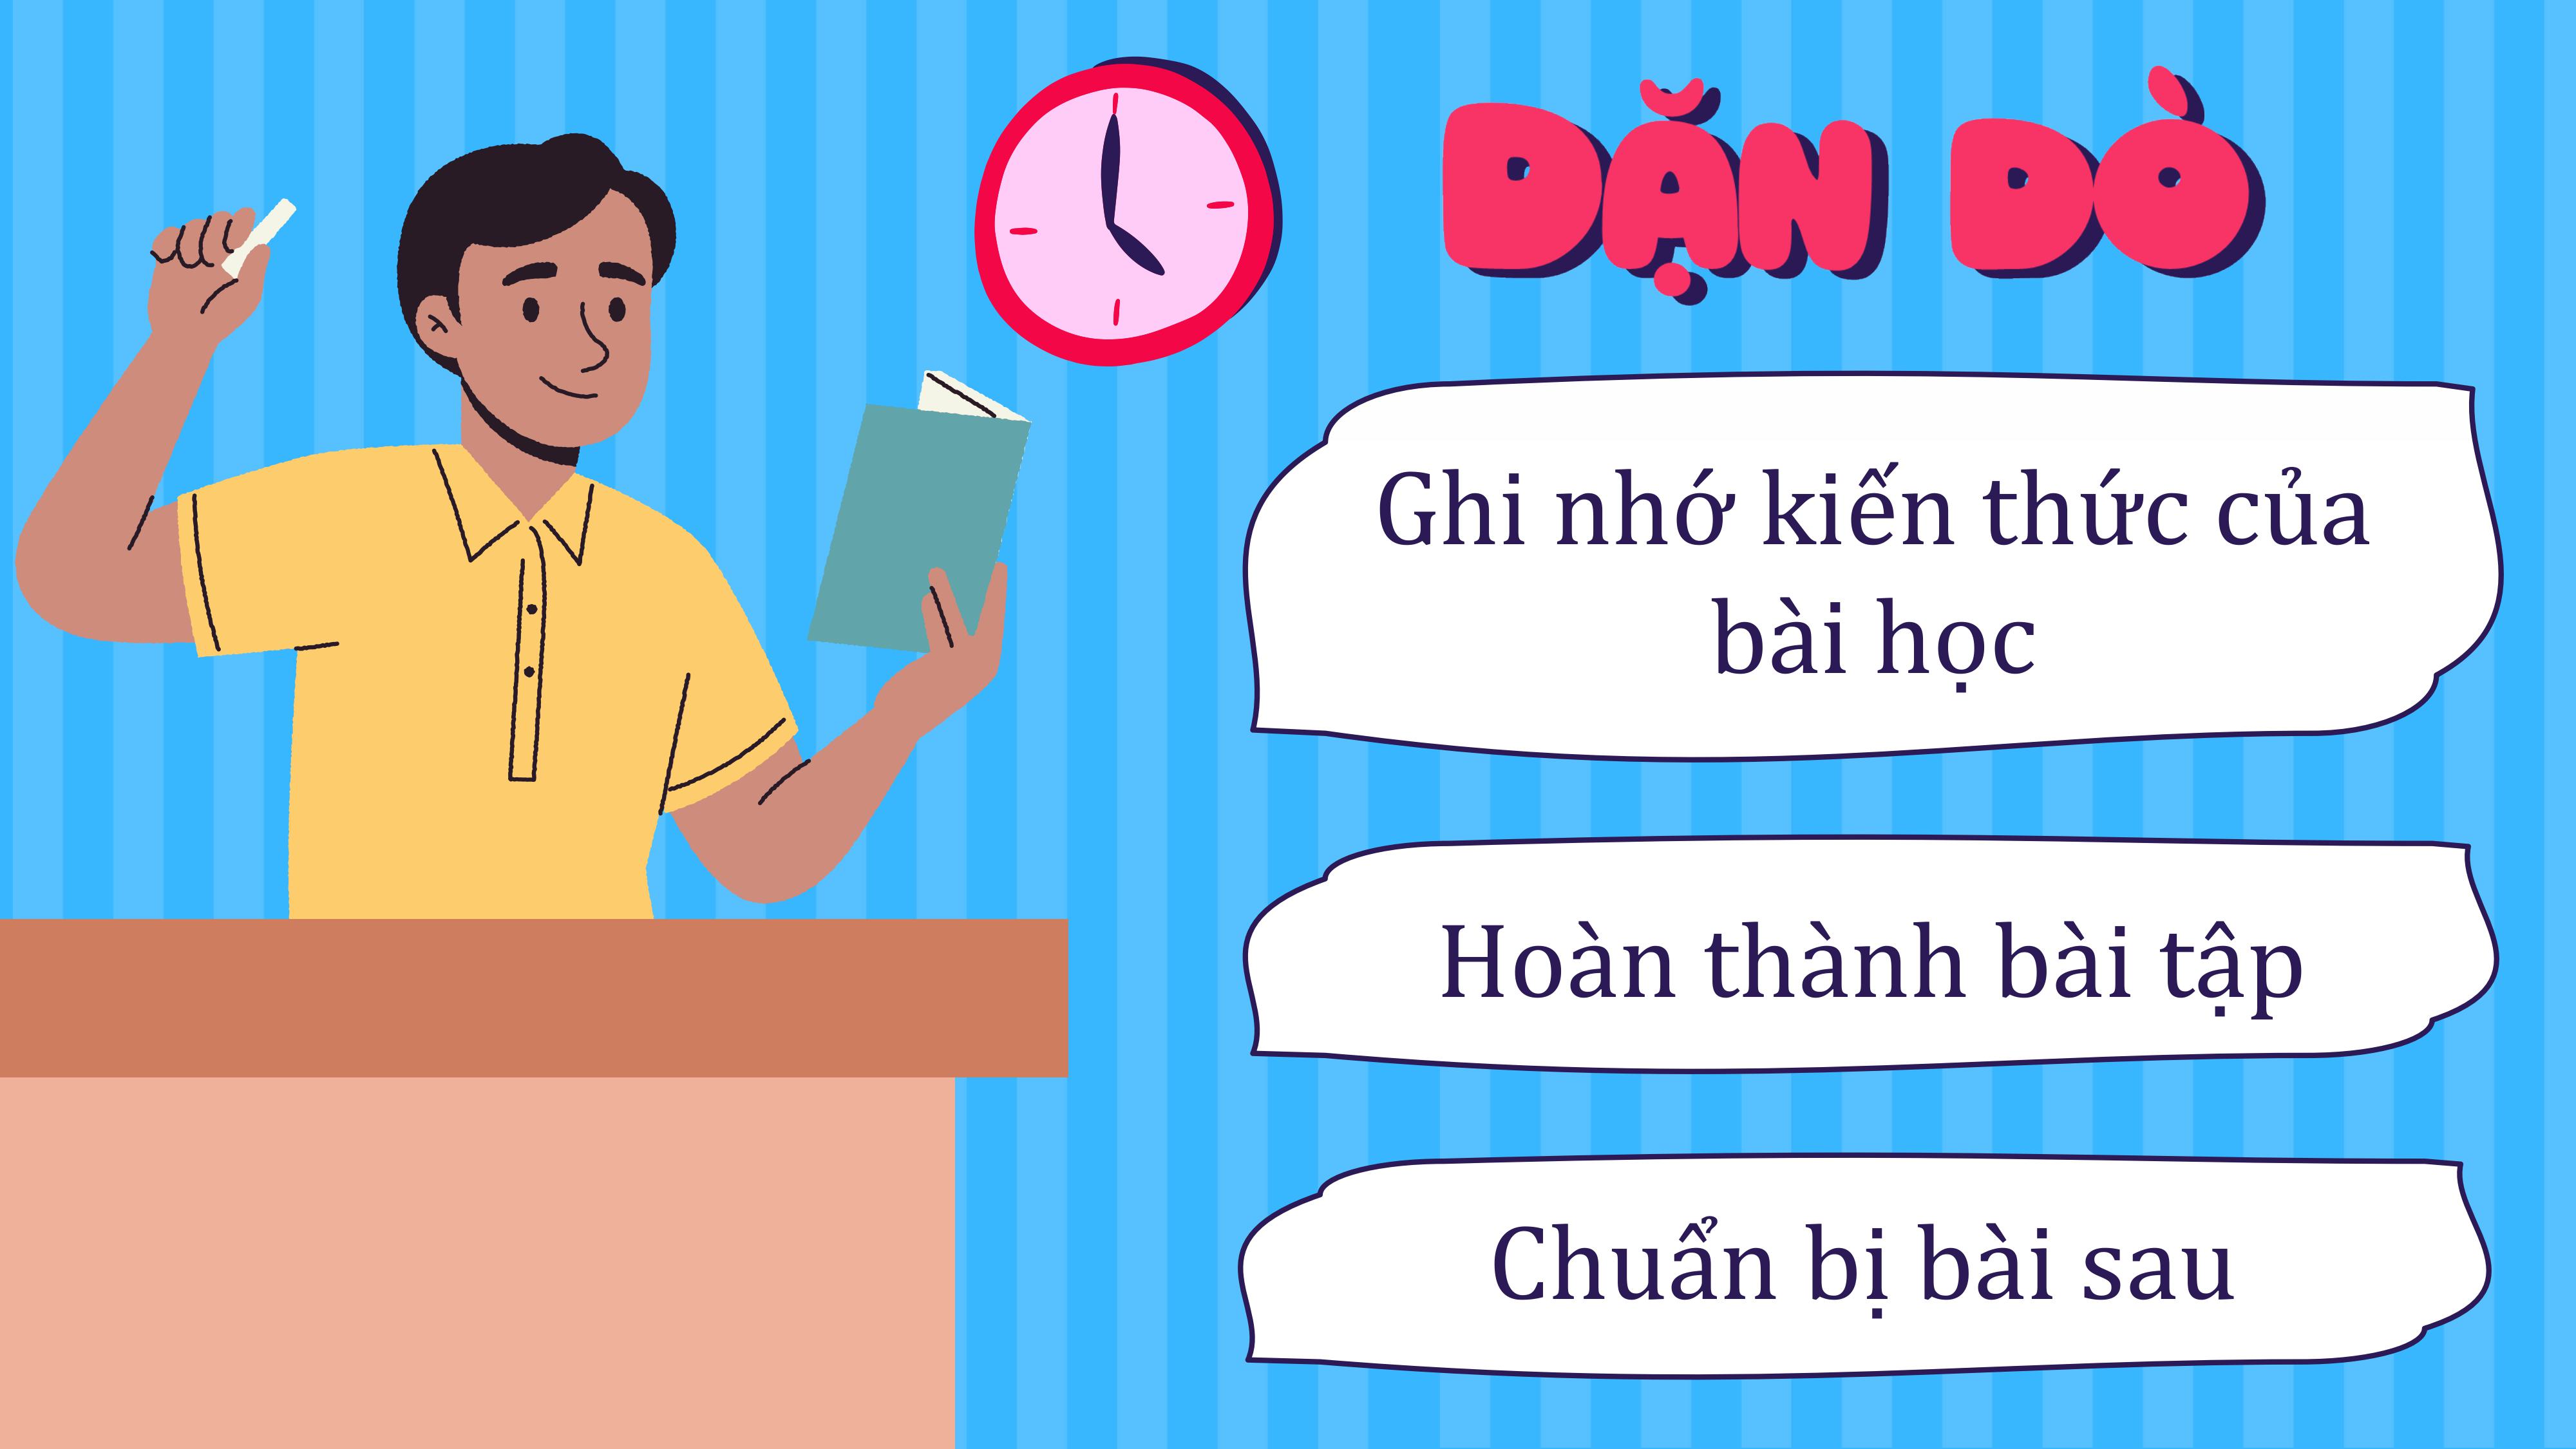 DẶN DÒ
Ghi nhớ kiến thức của
bài học
Hoàn thành bài tập
Chuẩn bị bài sau